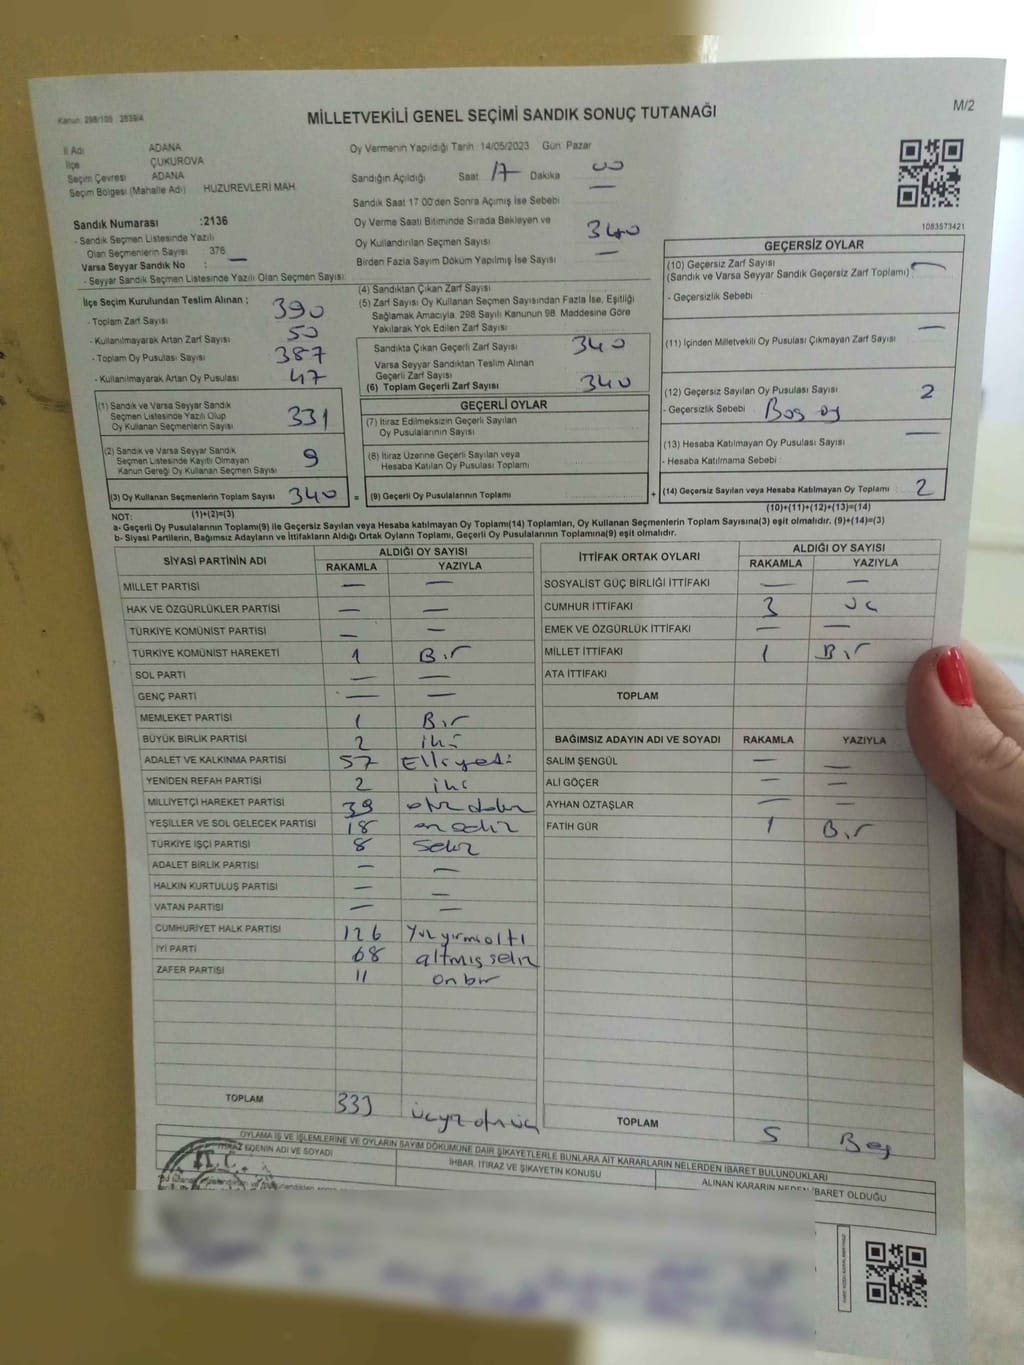 Kanun: 298/105 2839/4
MİLLETVEKİLİ GENEL SEÇİMİ SANDIK SONUÇ TUTANAĞI
M/2
İl Adı ADANA
İlçe ÇUKUROVA
Seçim Çevresi ADANA
Seçim Bölgesi (Mahalle Adı) HUZUREVLERİ MAH
Oy Vermenin Yapıldığı Tarih 14/05/2023 Gün: Pazar
Sandığın Açıldığı Saat 17 Dakika 00
Sandık Saat 17 00'den Sonra Açımış İse Sebebi —
Sandık Numarası :2136
- Sandık Seçmen Listesinde Yazılı
Olan Seçmenlerin Sayısı : 376
Varsa Seyyar Sandık No : —
- Seyyar Sandık Seçmen Listesinde Yazılı Olan Seçmen Sayısı:
Oy Verme Saati Bitiminde Sırada Bekleyen ve
Oy Kullandırılan Seçmen Sayısı 340
Birden Fazla Sayım Döküm Yapılmış İse Sayısı —
1083573421
İlçe Seçim Kurulundan Teslim Alınan :
- Toplam Zarf Sayısı 390
- Kullanılmayarak Artan Zarf Sayısı 50
- Toplam Oy Pusulası Sayısı 387
- Kullanılmayarak Artan Oy Pusulası 47
(1) Sandık ve Varsa Seyyar Sandık
Seçmen Listesinde Yazılı Olup
Oy Kullanan Seçmenlerin Sayısı 331
(2) Sandık ve Varsa Seyyar Sandık
Seçmen Listesinde Kayıtlı Olmayan
Kanun Gereği Oy Kullanan Seçmen Sayısı 9
(3) Oy Kullanan Seçmenlerin Toplam Sayısı 340 =
(1)+(2)=(3)
(4) Sandıktan Çıkan Zarf Sayısı
(5) Zarf Sayısı Oy Kullanan Seçmen Sayısından Fazla İse, Eşitliği
Sağlamak Amacıyla, 298 Sayılı Kanunun 98. Maddesine Göre
Yakılarak Yok Edilen Zarf Sayısı
Sandıkta Çıkan Geçerli Zarf Sayısı 340
Varsa Seyyar Sandıktan Teslim Alınan
Geçerli Zarf Sayısı
(6) Toplam Geçerli Zarf Sayısı 340
GEÇERLİ OYLAR
(7) İtiraz Edilmeksizin Geçerli Sayılan
Oy Pusulalarının Sayısı
(8) İtiraz Üzerine Geçerli Sayılan veya
Hesaba Katılan Oy Pusulası Toplamı
(9) Geçerli Oy Pusulalarının Toplamı +
GEÇERSİZ OYLAR
(10) Geçersiz Zarf Sayısı
(Sandık ve Varsa Seyyar Sandık Geçersiz Zarf Toplamı) —
- Geçersizlik Sebebi :
(11) İçinden Milletvekili Oy Pusulası Çıkmayan Zarf Sayısı —
(12) Geçersiz Sayılan Oy Pusulası Sayısı 2
- Geçersizlik Sebebi : Boş oy
(13) Hesaba Katılmayan Oy Pusulası Sayısı —
- Hesaba Katılmama Sebebi :
(14) Geçersiz Sayılan veya Hesaba Katılmayan Oy Toplamı 2
(10)+(11)+(12)+(13)=(14)
NOT:
a- Geçerli Oy Pusulalarının Toplamı(9) ile Geçersiz Sayılan veya Hesaba katılmayan Oy Toplamı(14) Toplamları, Oy Kullanan Seçmenlerin Toplam Sayısına(3) eşit olmalıdır. (9)+(14)=(3)
b- Siyasi Partilerin, Bağımsız Adayların ve İttifakların Aldığı Ortak Oyların Toplamı, Geçerli Oy Pusulalarının Toplamına(9) eşit olmalıdır.
SİYASİ PARTİNİN ADI ALDIĞI OY SAYISI
RAKAMLA YAZIYLA
MİLLET PARTİSİ — —
HAK VE ÖZGÜRLÜKLER PARTİSİ — —
TÜRKİYE KOMÜNİST PARTİSİ — —
TÜRKİYE KOMÜNİST HAREKETİ 1 Bir
SOL PARTİ — —
GENÇ PARTİ — —
MEMLEKET PARTİSİ 1 Bir
BÜYÜK BİRLİK PARTİSİ 2 iki
ADALET VE KALKINMA PARTİSİ 57 Elliyedi
YENİDEN REFAH PARTİSİ 2 iki
MİLLİYETÇİ HAREKET PARTİSİ 39 otuz dokuz
YEŞİLLER VE SOL GELECEK PARTİSİ 18 on sekiz
TÜRKİYE İŞÇİ PARTİSİ 8 Sekiz
ADALET BİRLİK PARTİSİ — —
HALKIN KURTULUŞ PARTİSİ — —
VATAN PARTİSİ — —
CUMHURİYET HALK PARTİSİ 126 Yüz yirmialtı
İYİ PARTİ 68 altmış sekiz
ZAFER PARTİSİ 11 onbir
TOPLAM 333 üçyüz otuz üç
İTTİFAK ORTAK OYLARI ALDIĞI OY SAYISI
RAKAMLA YAZIYLA
SOSYALİST GÜÇ BİRLİĞİ İTTİFAKI — —
CUMHUR İTTİFAKI 3 üç
EMEK VE ÖZGÜRLÜK İTTİFAKI — —
MİLLET İTTİFAKI 1 Bir
ATA İTTİFAKI
TOPLAM
BAĞIMSIZ ADAYIN ADI VE SOYADI RAKAMLA YAZIYLA
SALİM ŞENGÜL — —
ALİ GÖÇER — —
AYHAN ÖZTAŞLAR — —
FATİH GÜR 1 Bir
TOPLAM 5 Beş
OYLAMA İŞ VE İŞLEMLERİNE VE OYLARIN SAYIM DÖKÜMÜNE DAİR ŞİKAYETLERLE BUNLARA AİT KARARLARIN NELERDEN İBARET BULUNDUKLARI
İTİRAZ EDENİN ADI VE SOYADI
İHBAR, İTİRAZ VE ŞİKAYETİN KONUSU
ALINAN KARARIN NEDEN İBARET OLDUĞU
T.C.